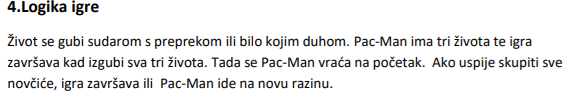 4.Logika igre
Život se gubi sudarom s preprekom ili bilo kojim duhom. Pac-Man ima tri života te igra
završava kad izgubi sva tri života. Tada se Pac-Man vraća na početak.  Ako uspije skupiti sve
novčiće, igra završava ili  Pac-Man ide na novu razinu.